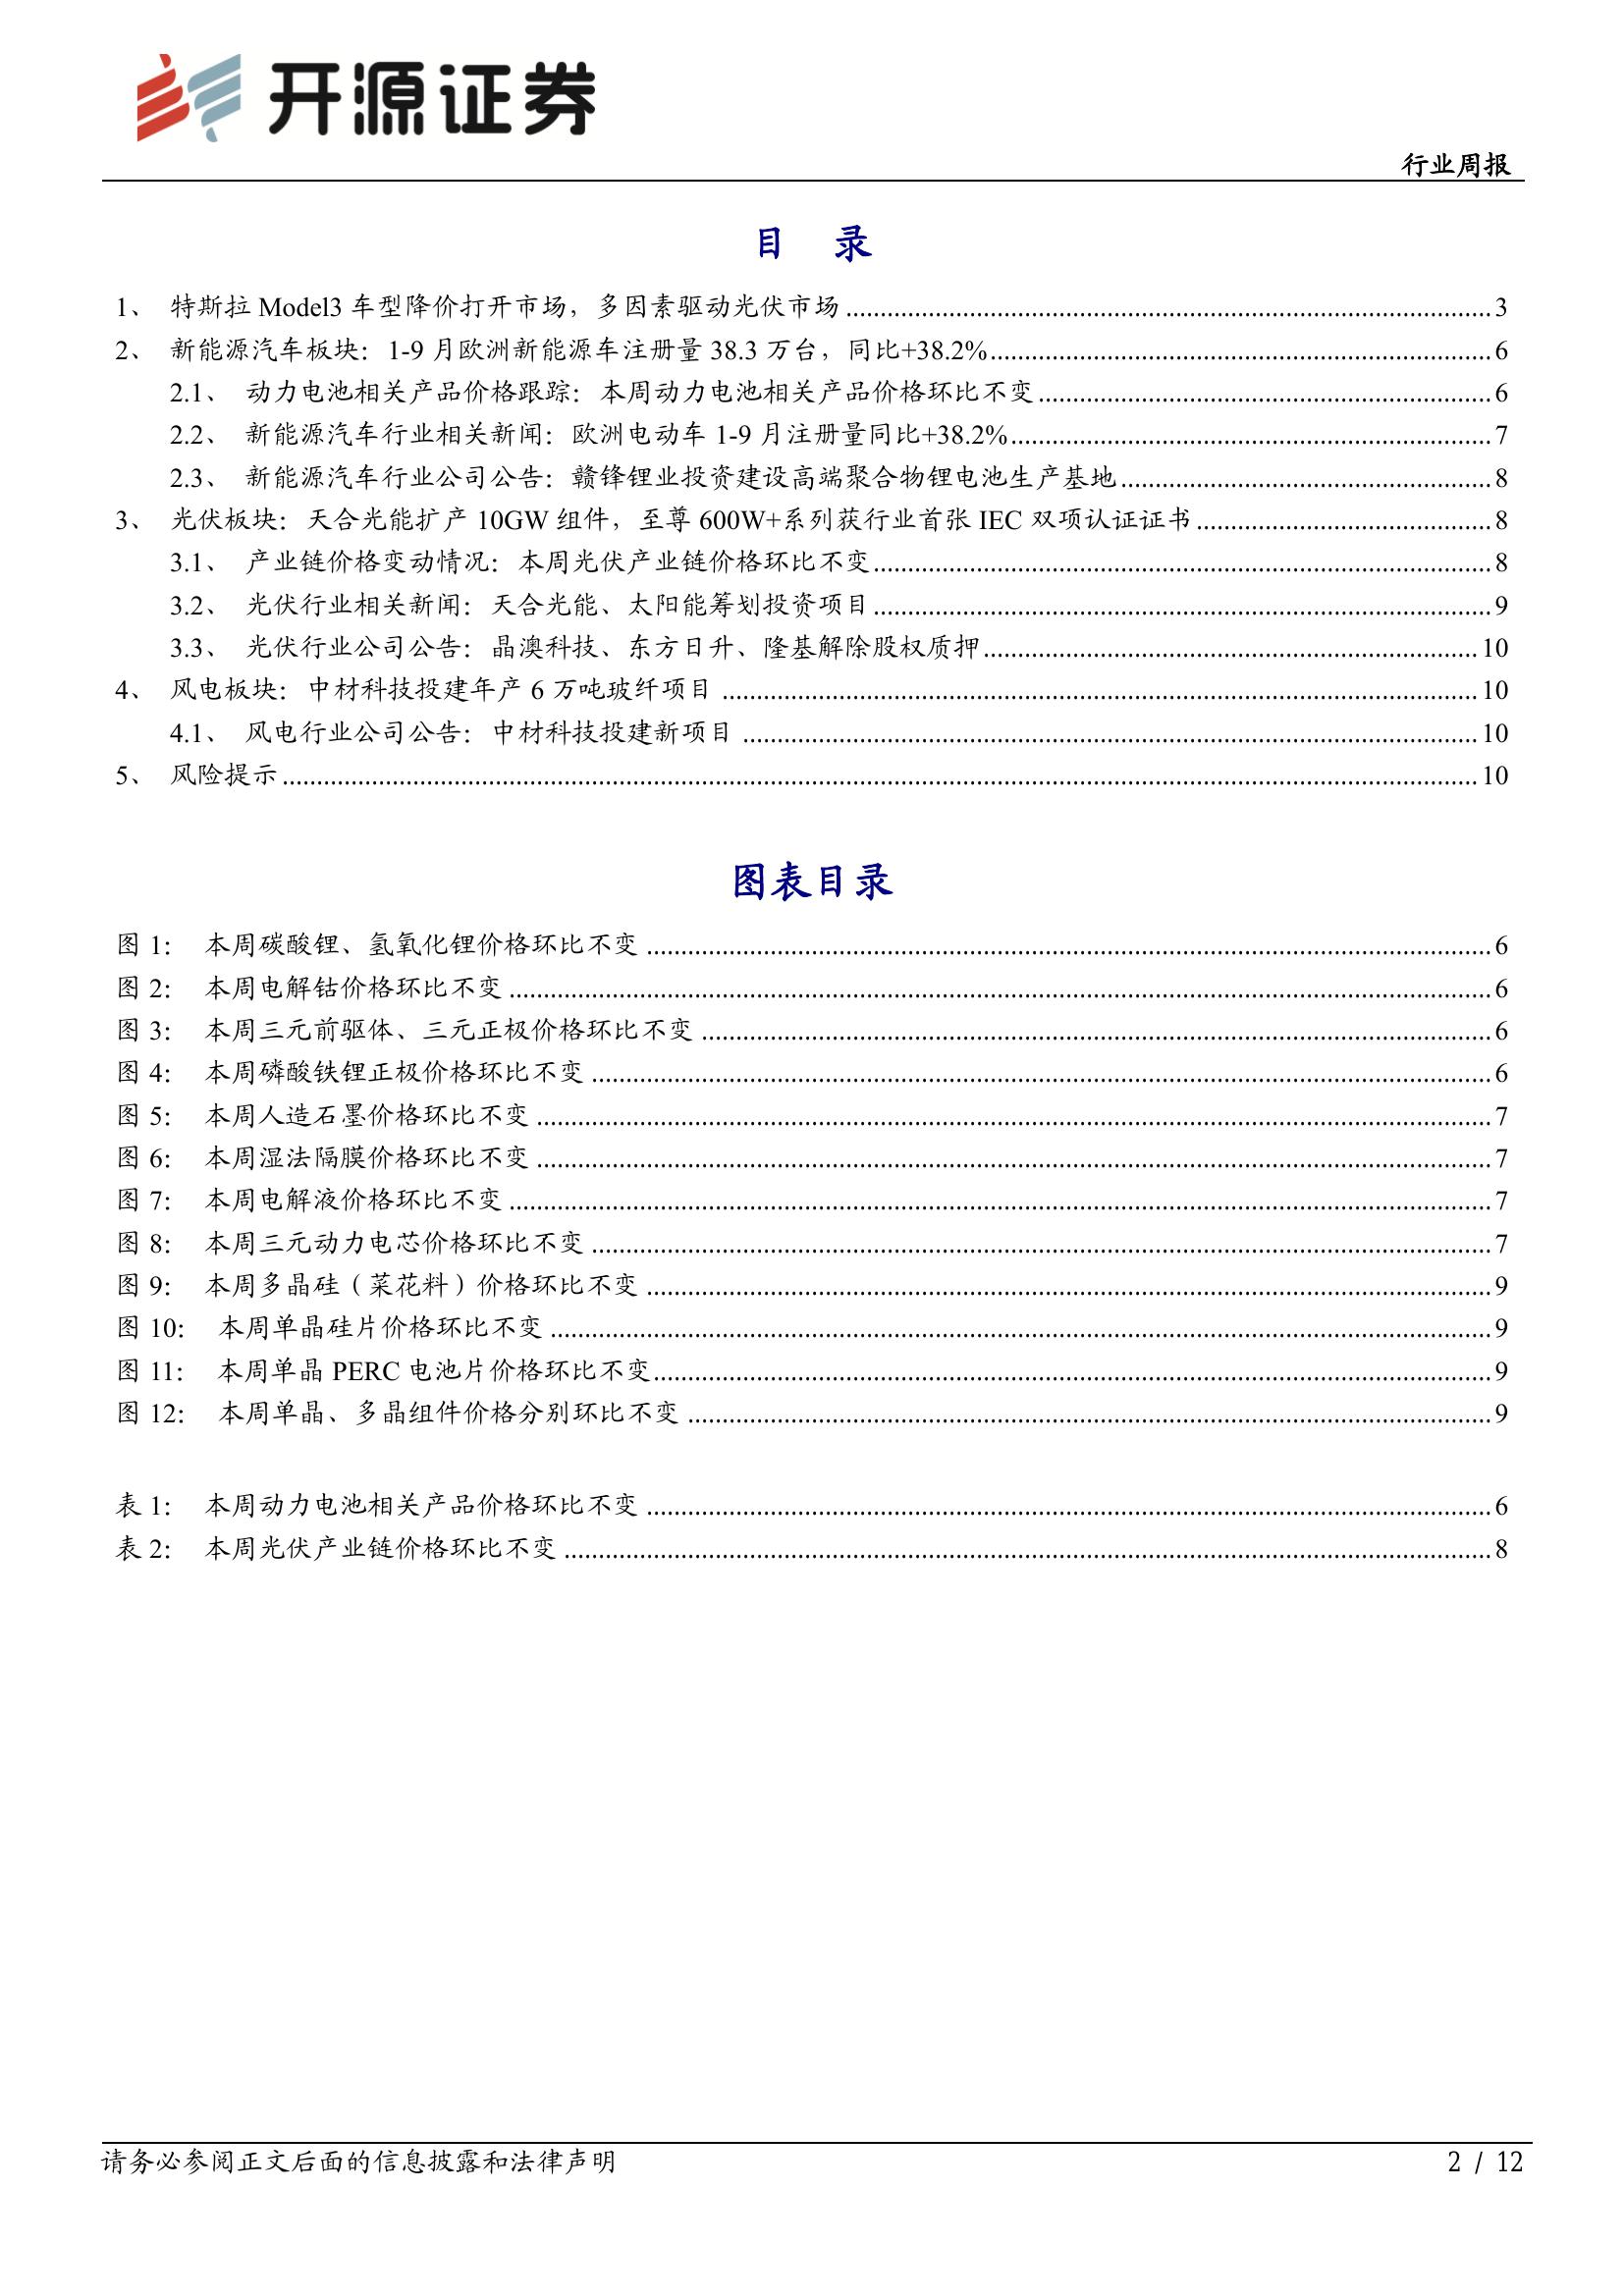 开源证券
行业周报
目 录
1、 特斯拉 Model3 车型降价打开市场，多因素驱动光伏市场 ........ 3
2、 新能源汽车板块：1-9 月欧洲新能源车注册量 38.3 万台，同比+38.2% ........ 6
2.1、 动力电池相关产品价格跟踪：本周动力电池相关产品价格环比不变 ........ 6
2.2、 新能源汽车行业相关新闻：欧洲电动车 1-9 月注册量同比+38.2% ........ 7
2.3、 新能源汽车行业公司公告：赣锋锂业投资建设高端聚合物锂电池生产基地 ........ 8
3、 光伏板块：天合光能扩产 10GW 组件，至尊 600W+系列获行业首张 IEC 双项认证证书 ........ 8
3.1、 产业链价格变动情况：本周光伏产业链价格环比不变 ........ 8
3.2、 光伏行业相关新闻：天合光能、太阳能筹划投资项目 ........ 9
3.3、 光伏行业公司公告：晶澳科技、东方日升、隆基解除股权质押 ........ 10
4、 风电板块：中材科技投建年产 6 万吨玻纤项目 ........ 10
4.1、 风电行业公司公告：中材科技投建新项目 ........ 10
5、 风险提示 ........ 10
图表目录
图 1： 本周碳酸锂、氢氧化锂价格环比不变 ........ 6
图 2： 本周电解钴价格环比不变 ........ 6
图 3： 本周三元前驱体、三元正极价格环比不变 ........ 6
图 4： 本周磷酸铁锂正极价格环比不变 ........ 6
图 5： 本周人造石墨价格环比不变 ........ 7
图 6： 本周湿法隔膜价格环比不变 ........ 7
图 7： 本周电解液价格环比不变 ........ 7
图 8： 本周三元动力电芯价格环比不变 ........ 7
图 9： 本周多晶硅（菜花料）价格环比不变 ........ 9
图 10： 本周单晶硅片价格环比不变 ........ 9
图 11： 本周单晶 PERC 电池片价格环比不变 ........ 9
图 12： 本周单晶、多晶组件价格分别环比不变 ........ 9
表 1： 本周动力电池相关产品价格环比不变 ........ 6
表 2： 本周光伏产业链价格环比不变 ........ 8
请务必参阅正文后面的信息披露和法律声明
2 / 12